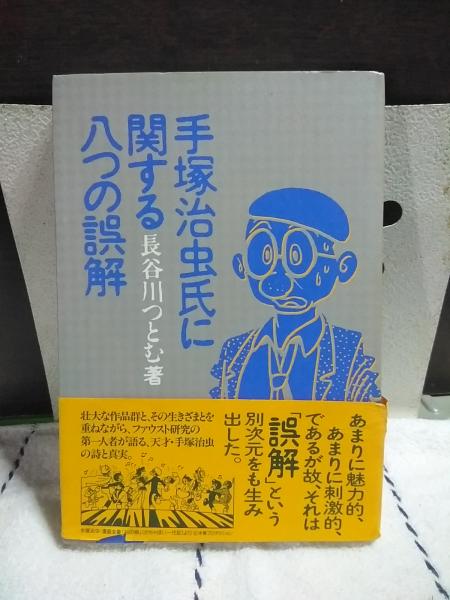 手塚治虫氏に
関する
八つの誤解
長谷川つとむ著
あまりに魅力的、
あまりに刺激的、
であるが故、それは
「誤解」という
別次元をも生み
出した。
壮大な作品群と、その生きざまとを
重ねながら、ファウスト研究の
第一人者が語る、天才・手塚治虫
の詩と真実。